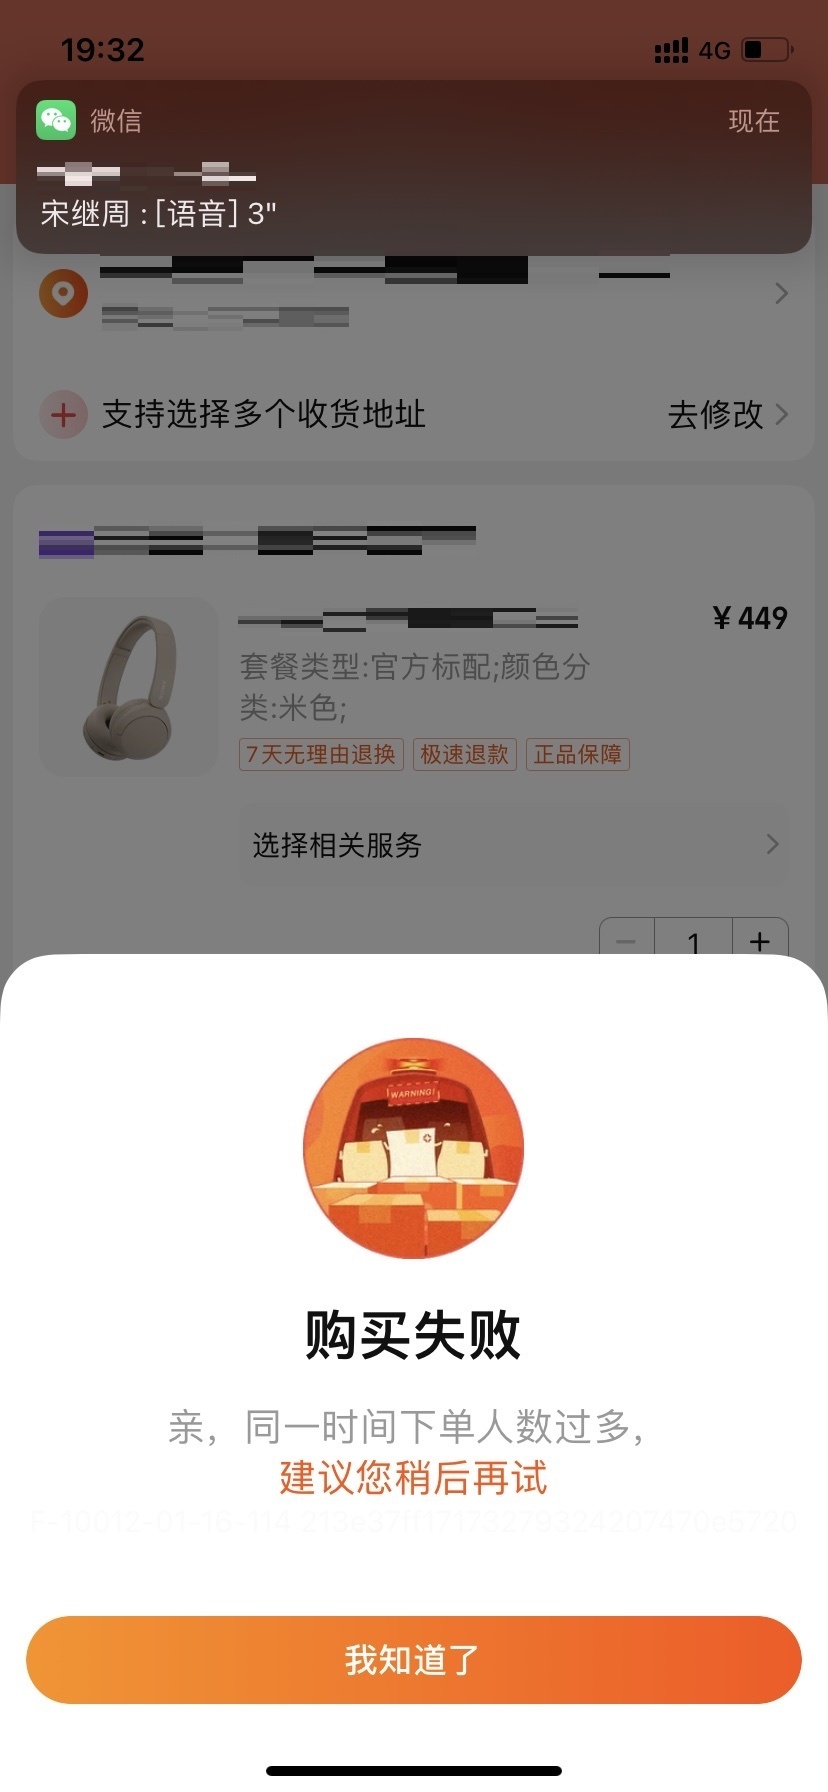 19:32
4G
微信
现在
宋继周 : [语音] 3"
支持选择多个收货地址
去修改
¥ 449
套餐类型:官方标配;颜色分
类:米色;
7天无理由退换
极速退款
正品保障
选择相关服务
1
WARNING!
购买失败
亲，同一时间下单人数过多，
建议您稍后再试
我知道了